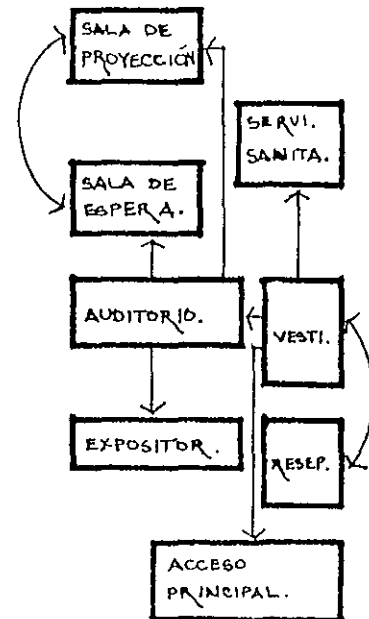 SALA DE
PROYECCIÓN
SERVI.
SANITA.
SALA DE
ESPERA.
AUDITORIO.
VESTI.
EXPOSITOR.
RESEP.
ACCESO
PRINCIPAL.